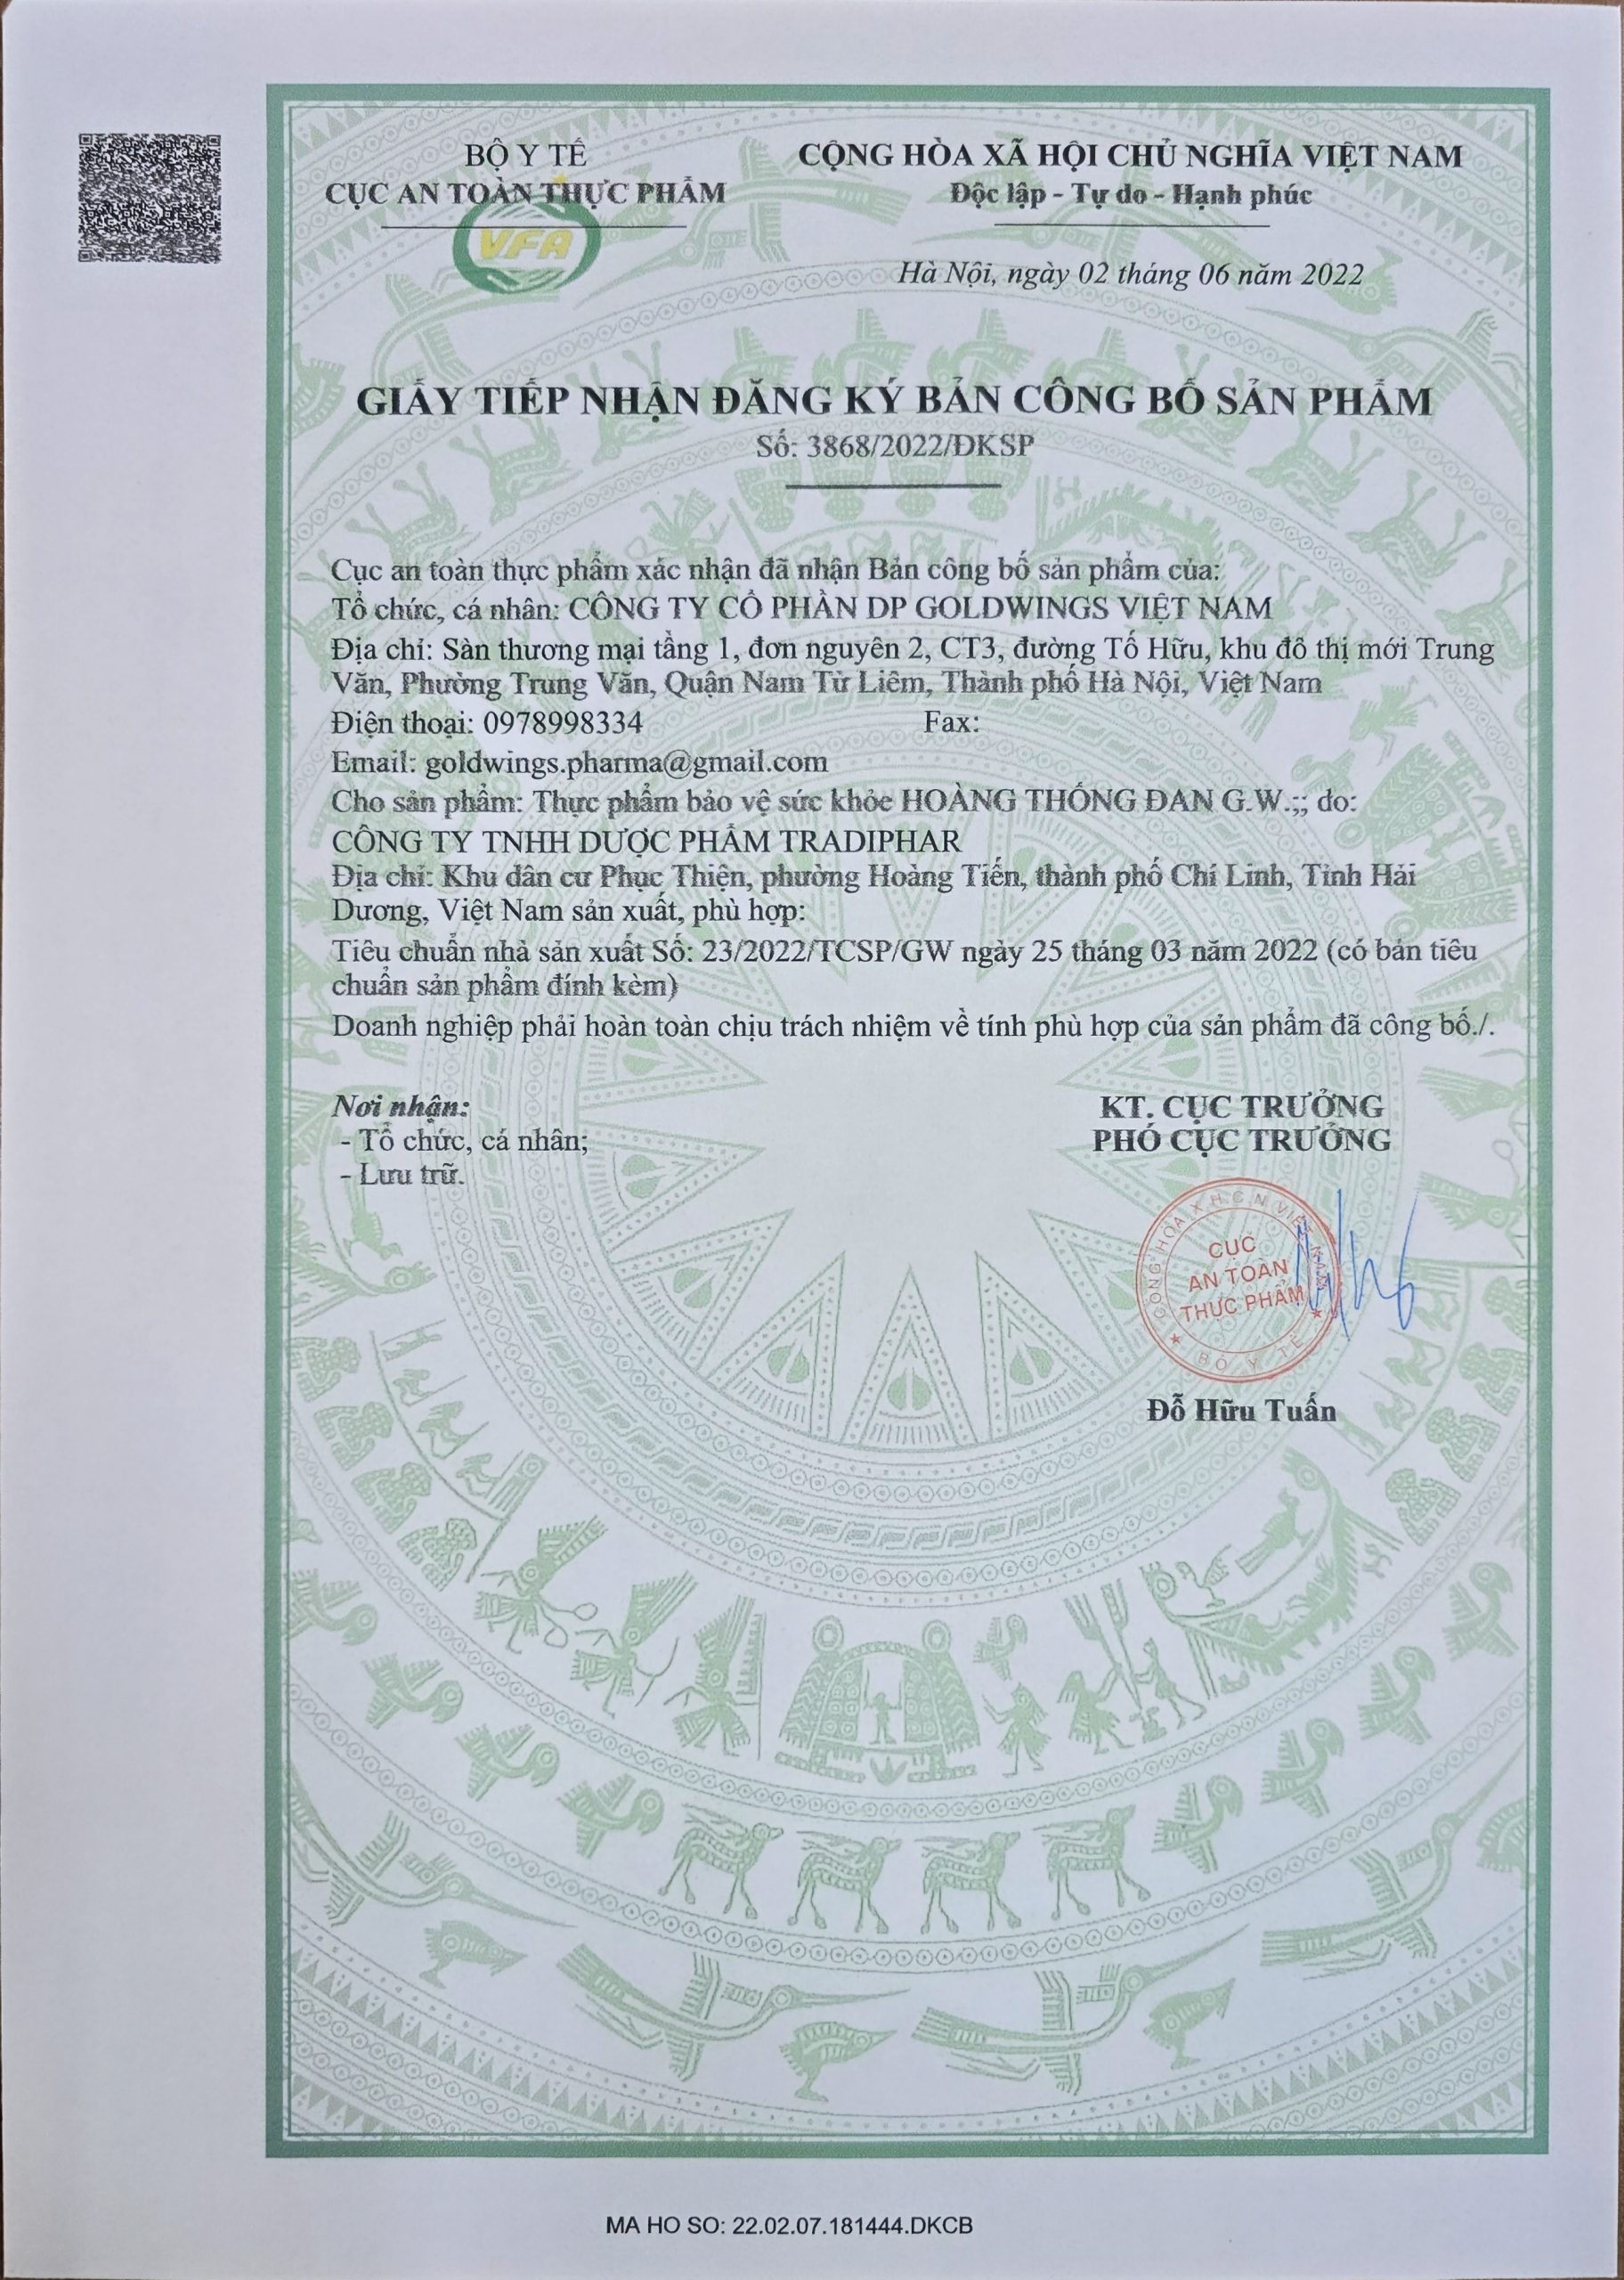 BỘ Y TẾ
CỤC AN TOÀN THỰC PHẨM
VFA
CỘNG HÒA XÃ HỘI CHỦ NGHĨA VIỆT NAM
Độc lập - Tự do - Hạnh phúc
Hà Nội, ngày 02 tháng 06 năm 2022
GIẤY TIẾP NHẬN ĐĂNG KÝ BẢN CÔNG BỐ SẢN PHẨM
Số: 3868/2022/ĐKSP
Cục an toàn thực phẩm xác nhận đã nhận Bản công bố sản phẩm của:
Tổ chức, cá nhân: CÔNG TY CỔ PHẦN DP GOLDWINGS VIỆT NAM
Địa chỉ: Sàn thương mại tầng 1, đơn nguyên 2, CT3, đường Tố Hữu, khu đô thị mới Trung
Văn, Phường Trung Văn, Quận Nam Từ Liêm, Thành phố Hà Nội, Việt Nam
Điện thoại: 0978998334 Fax:
Email: goldwings.pharma@gmail.com
Cho sản phẩm: Thực phẩm bảo vệ sức khỏe HOÀNG THỐNG ĐAN G.W.;; do:
CÔNG TY TNHH DƯỢC PHẨM TRADIPHAR
Địa chỉ: Khu dân cư Phục Thiện, phường Hoàng Tiến, thành phố Chí Linh, Tỉnh Hải
Dương, Việt Nam sản xuất, phù hợp:
Tiêu chuẩn nhà sản xuất Số: 23/2022/TCSP/GW ngày 25 tháng 03 năm 2022 (có bản tiêu
chuẩn sản phẩm đính kèm)
Doanh nghiệp phải hoàn toàn chịu trách nhiệm về tính phù hợp của sản phẩm đã công bố./.
Nơi nhận:
- Tổ chức, cá nhân;
- Lưu trữ.
KT. CỤC TRƯỞNG
PHÓ CỤC TRƯỞNG
CỘNG HÒA X.H.C.N VIỆT NAM
CỤC
AN TOÀN
THỰC PHẨM
★ BỘ Y TẾ ★
Đỗ Hữu Tuấn
MA HO SO: 22.02.07.181444.DKCB